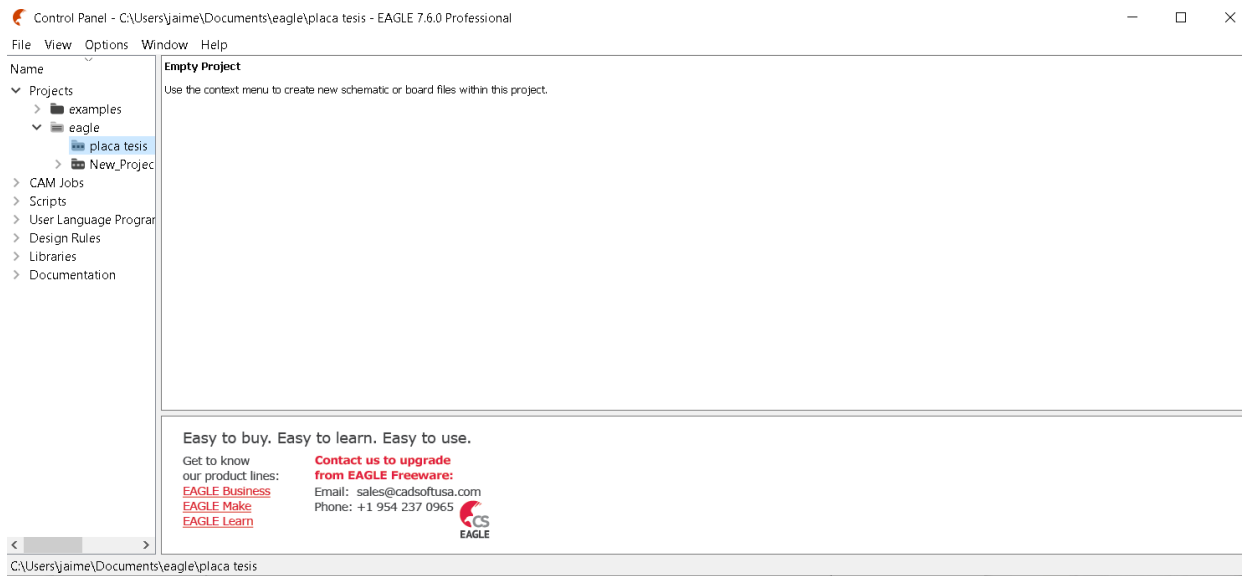 Control Panel - C:\Users\jaime\Documents\eagle\placa tesis - EAGLE 7.6.0 Professional
File View Options Window Help
Name
Projects
examples
eagle
placa tesis
New_Projec
CAM Jobs
Scripts
User Language Prograr
Design Rules
Libraries
Documentation
Empty Project
Use the context menu to create new schematic or board files within this project.
Easy to buy. Easy to learn. Easy to use.
Get to know
our product lines:
EAGLE Business
EAGLE Make
EAGLE Learn
Contact us to upgrade
from EAGLE Freeware:
Email: sales@cadsoftusa.com
Phone: +1 954 237 0965
CS
EAGLE
C:\Users\jaime\Documents\eagle\placa tesis